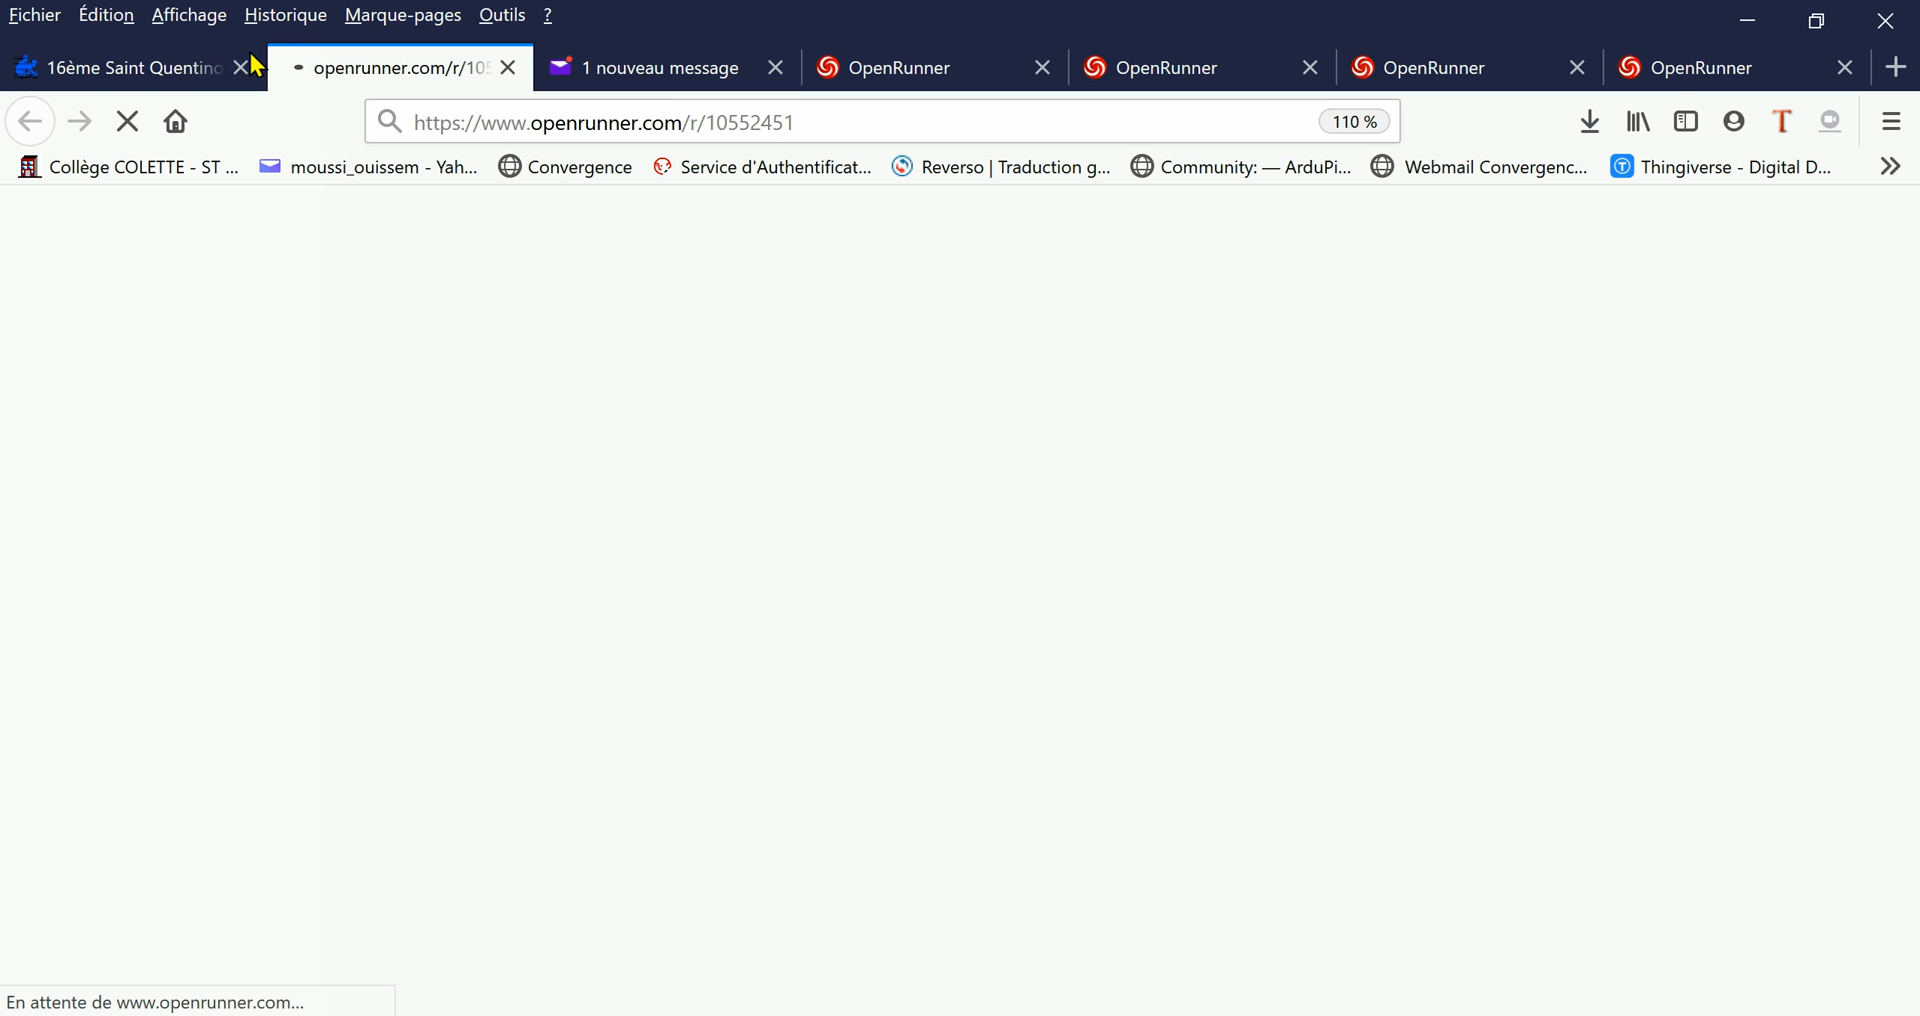 Fichier Édition Affichage Historique Marque-pages Outils ?
16ème Saint Quentino openrunner.com/r/105 1 nouveau message OpenRunner OpenRunner OpenRunner OpenRunner
https://www.openrunner.com/r/10552451 110 % T
Collège COLETTE - ST ... moussi_ouissem - Yah... Convergence Service d'Authentificat... Reverso | Traduction g... Community: — ArduPi... Webmail Convergenc... Thingiverse - Digital D...
En attente de www.openrunner.com...